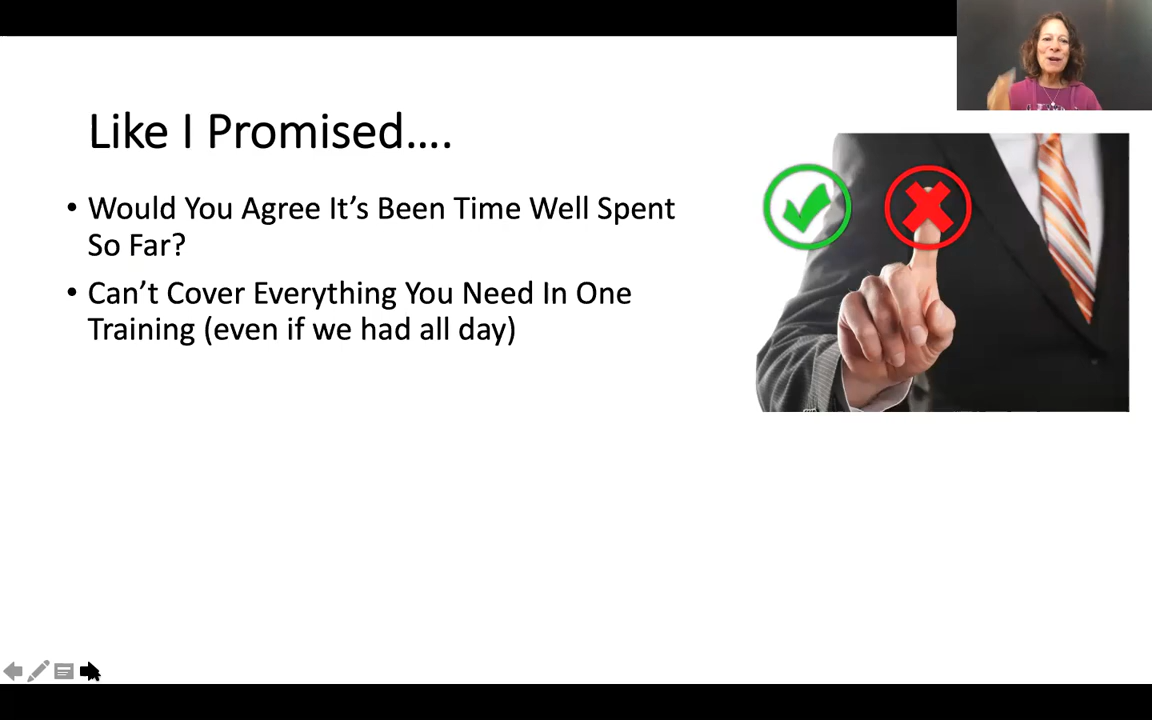 Like I Promised....
• Would You Agree It’s Been Time Well Spent
So Far?
• Can’t Cover Everything You Need In One
Training (even if we had all day)